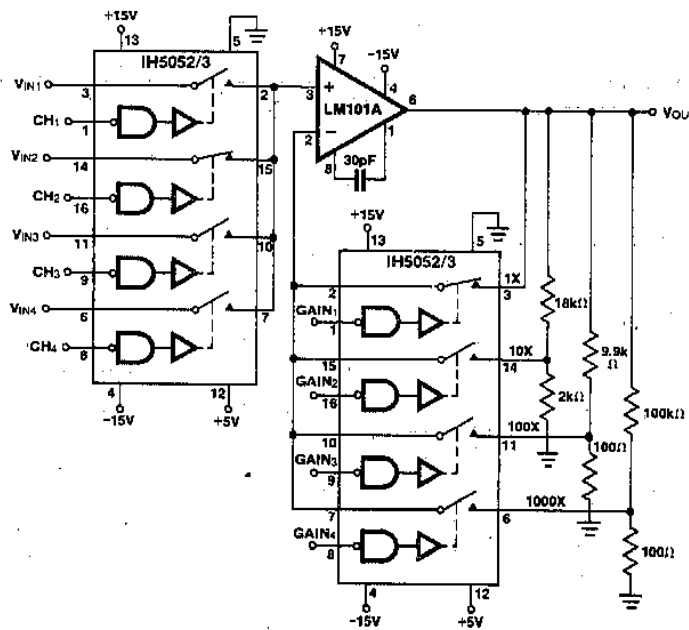 +15V
13
5
IH5052/3
VIN1
3
2
CH1
1
VIN2
14
15
CH2
16
VIN3
11
10
CH3
9
VIN4
6
7
CH4
8
4
-15V
12
+5V
+15V
7
-15V
4
3
+
LM101A
6
2
−
8
1
30pF
VOU
+15V
13
5
IH5052/3
2
1X
3
GAIN1
1
15
10X
14
GAIN2
16
10
100X
11
GAIN3
9
7
1000X
6
GAIN4
8
4
-15V
12
+5V
18kΩ
2kΩ
9.9k
Ω
100Ω
100kΩ
100Ω